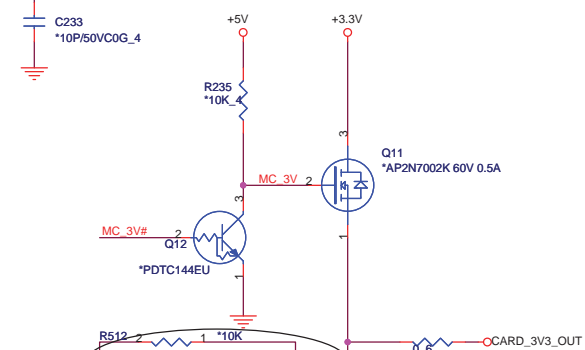 C233
*10P/50VC0G_4
+5V
+3.3V
R235
*10K_4
3
Q11
*AP2N7002K 60V 0.5A
MC_3V
2
3
1
MC_3V#
2
Q12
*PDTC144EU
1
R512
2
1
*10K
CARD_3V3_OUT